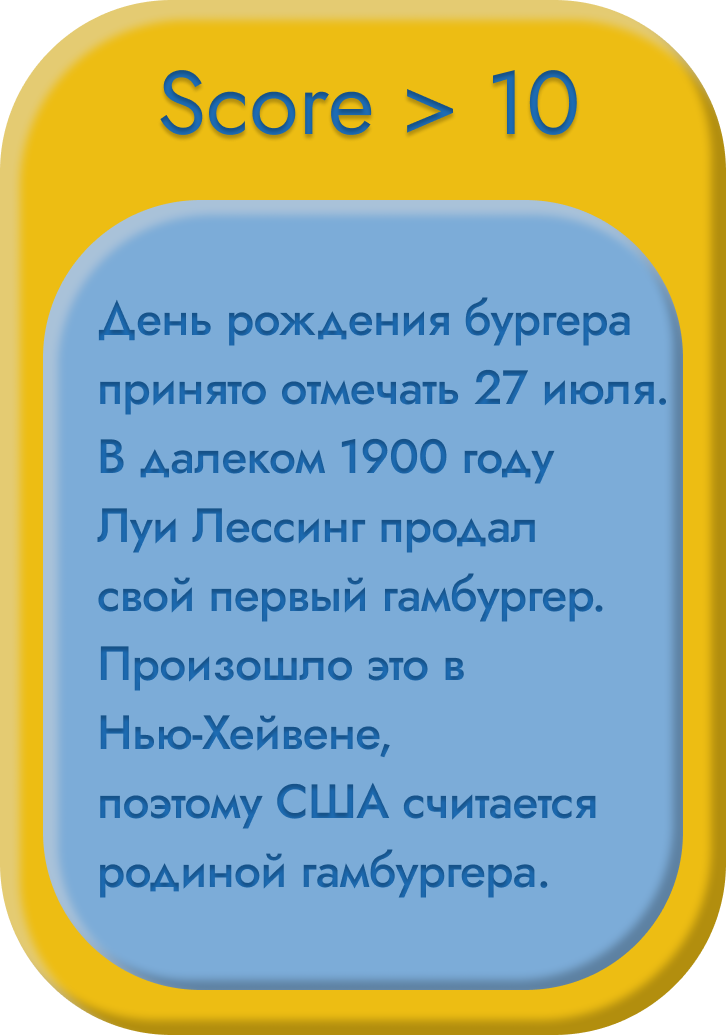 Score > 10
День рождения бургера
принято отмечать 27 июля.
В далеком 1900 году
Луи Лессинг продал
свой первый гамбургер.
Произошло это в
Нью-Хейвене,
поэтому США считается
родиной гамбургера.